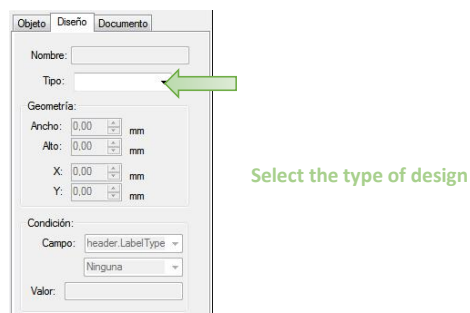 Objeto Diseño Documento
Nombre:
Tipo:
Geometría:
Ancho: 0,00 mm
Alto: 0,00 mm
X: 0,00 mm
Select the type of design
Y: 0,00 mm
Condición:
Campo: header.LabelType
Ninguna
Valor: